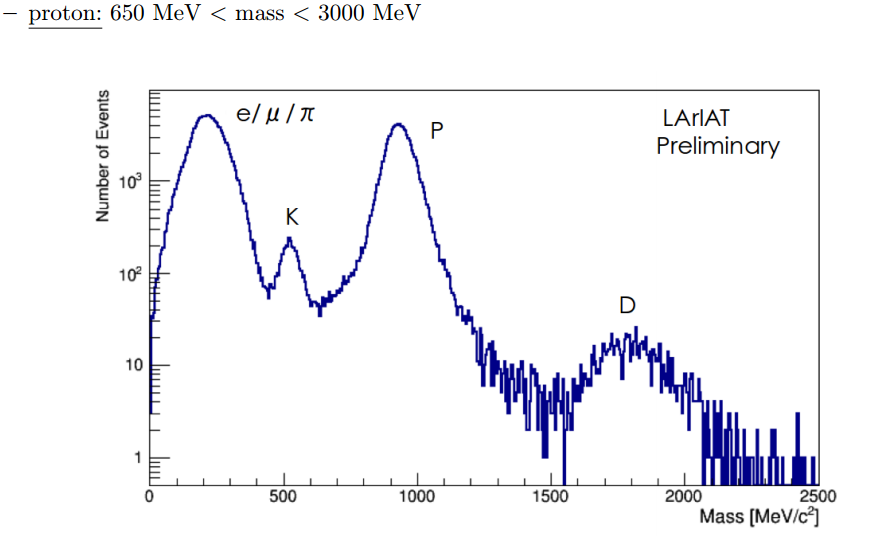 – proton: 650 MeV < mass < 3000 MeV
e/ μ / π
LArIAT
Preliminary
P
Number of Events
10³
K
10²
D
10
1
0 500 1000 1500 2000 2500
Mass [MeV/c²]